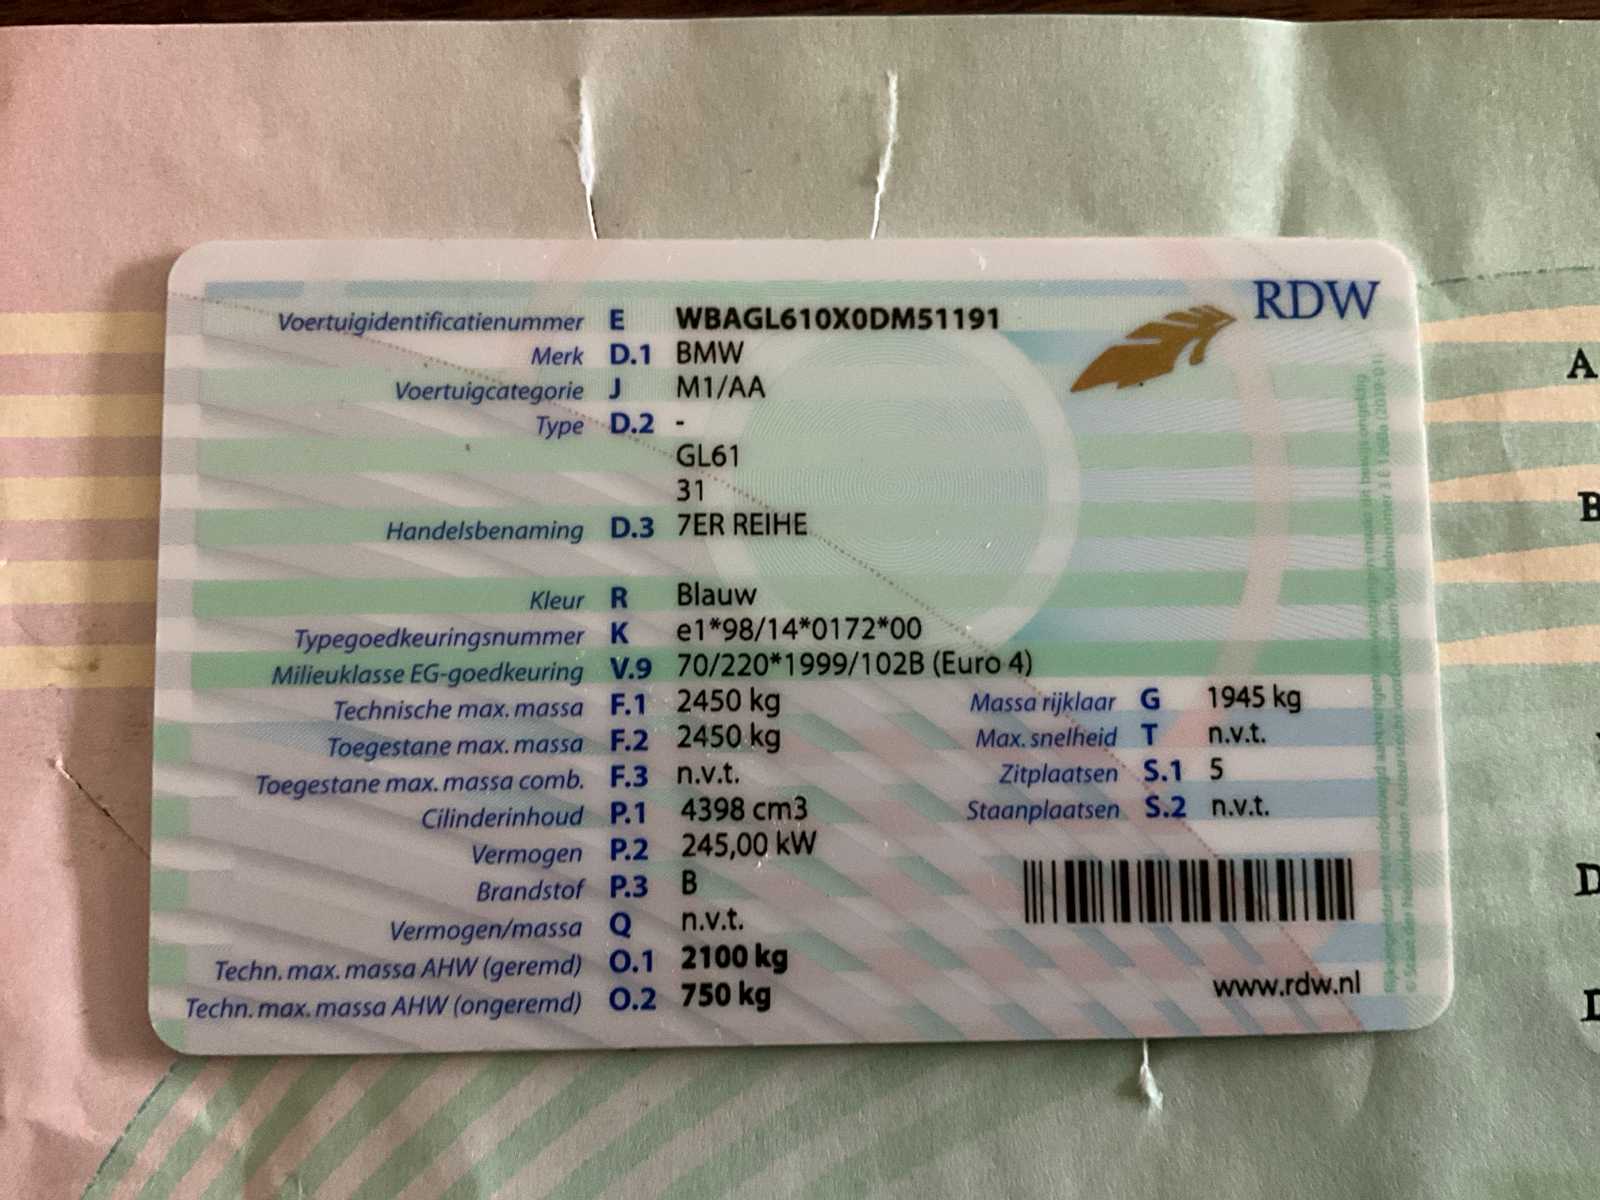 RDW
Voertuigidentificatienummer E WBAGL610X0DM51191
Merk D.1 BMW
Voertuigcategorie J M1/AA
Type D.2 -
GL61
31
Handelsbenaming D.3 7ER REIHE
Kleur R Blauw
Typegoedkeuringsnummer K e1*98/14*0172*00
Milieuklasse EG-goedkeuring V.9 70/220*1999/102B (Euro 4)
Technische max. massa F.1 2450 kg Massa rijklaar G 1945 kg
Toegestane max. massa F.2 2450 kg Max. snelheid T n.v.t.
Toegestane max. massa comb. F.3 n.v.t. Zitplaatsen S.1 5
Cilinderinhoud P.1 4398 cm3 Staanplaatsen S.2 n.v.t.
Vermogen P.2 245,00 kW
Brandstof P.3 B
Vermogen/massa Q n.v.t.
Techn. max. massa AHW (geremd) O.1 2100 kg
Techn. max. massa AHW (ongeremd) O.2 750 kg
www.rdw.nl
A
B
D